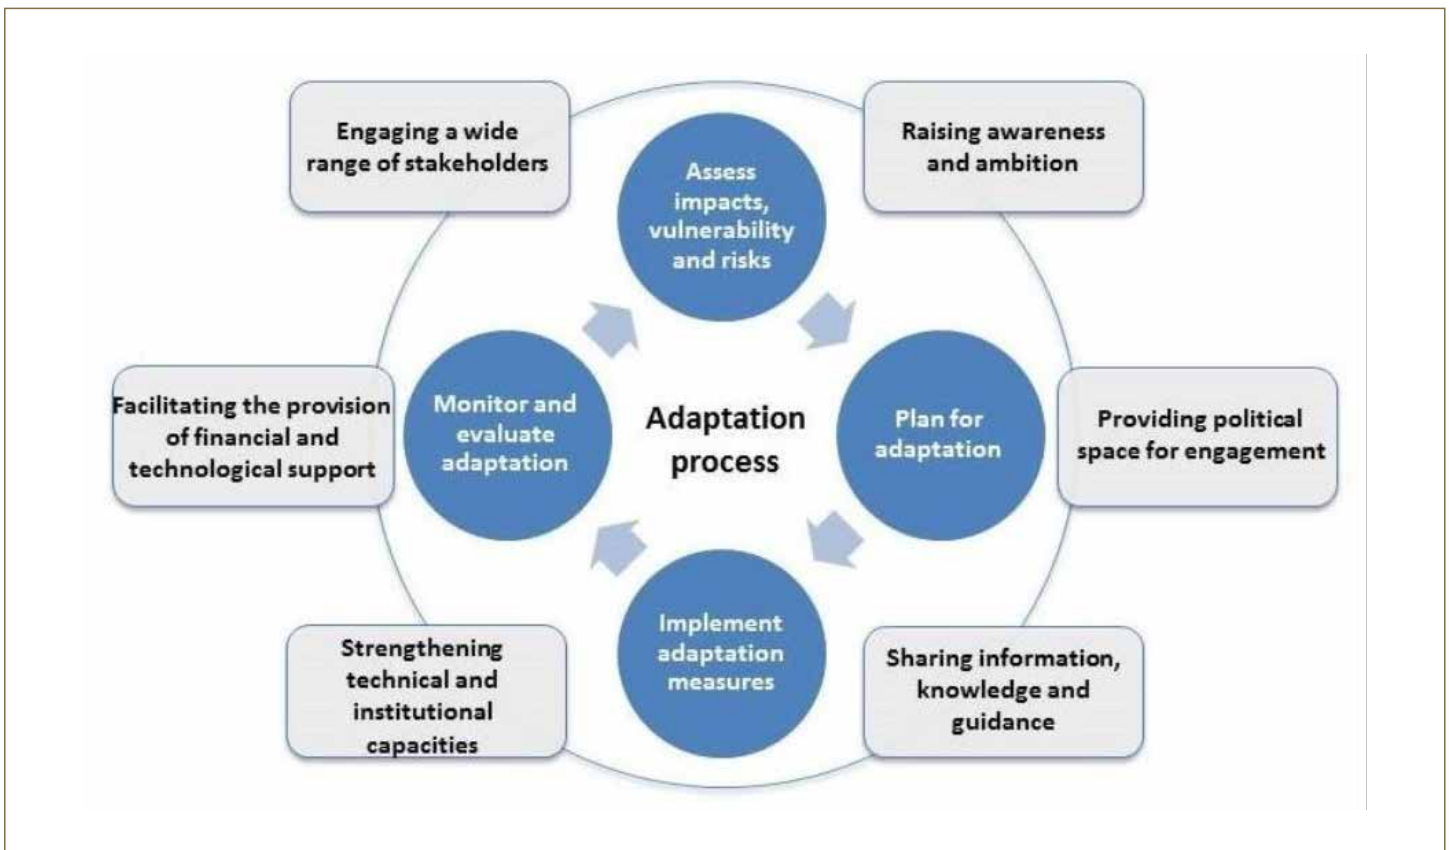 Engaging a wide
range of stakeholders
Raising awareness
and ambition
Assess
impacts,
vulnerability
and risks
Facilitating the provision
of financial and
technological support
Monitor and
evaluate
adaptation
Adaptation
process
Plan for
adaptation
Providing political
space for engagement
Implement
adaptation
measures
Strengthening
technical and
institutional
capacities
Sharing information,
knowledge and
guidance